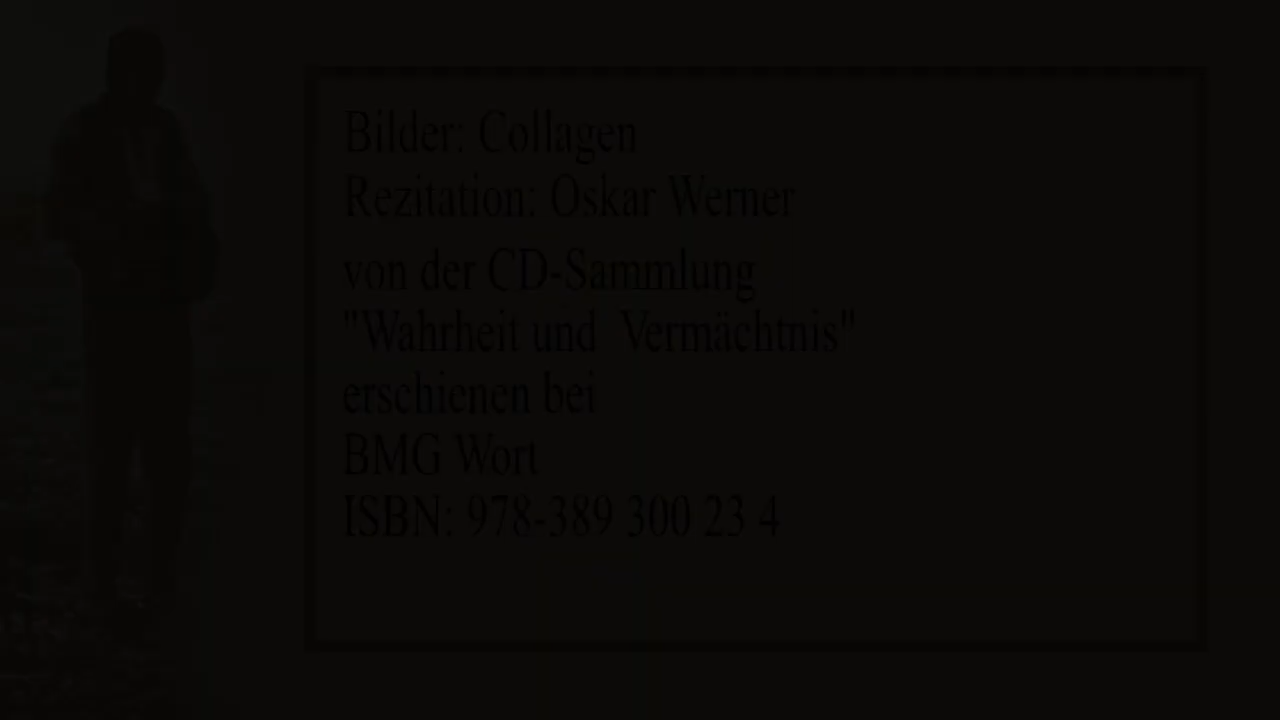 Bilder: Collagen
Rezitation: Oskar Werner
von der CD-Sammlung
"Wahrheit und  Vermächtnis"
erschienen bei
BMG Wort
ISBN: 978-389 300 23 4